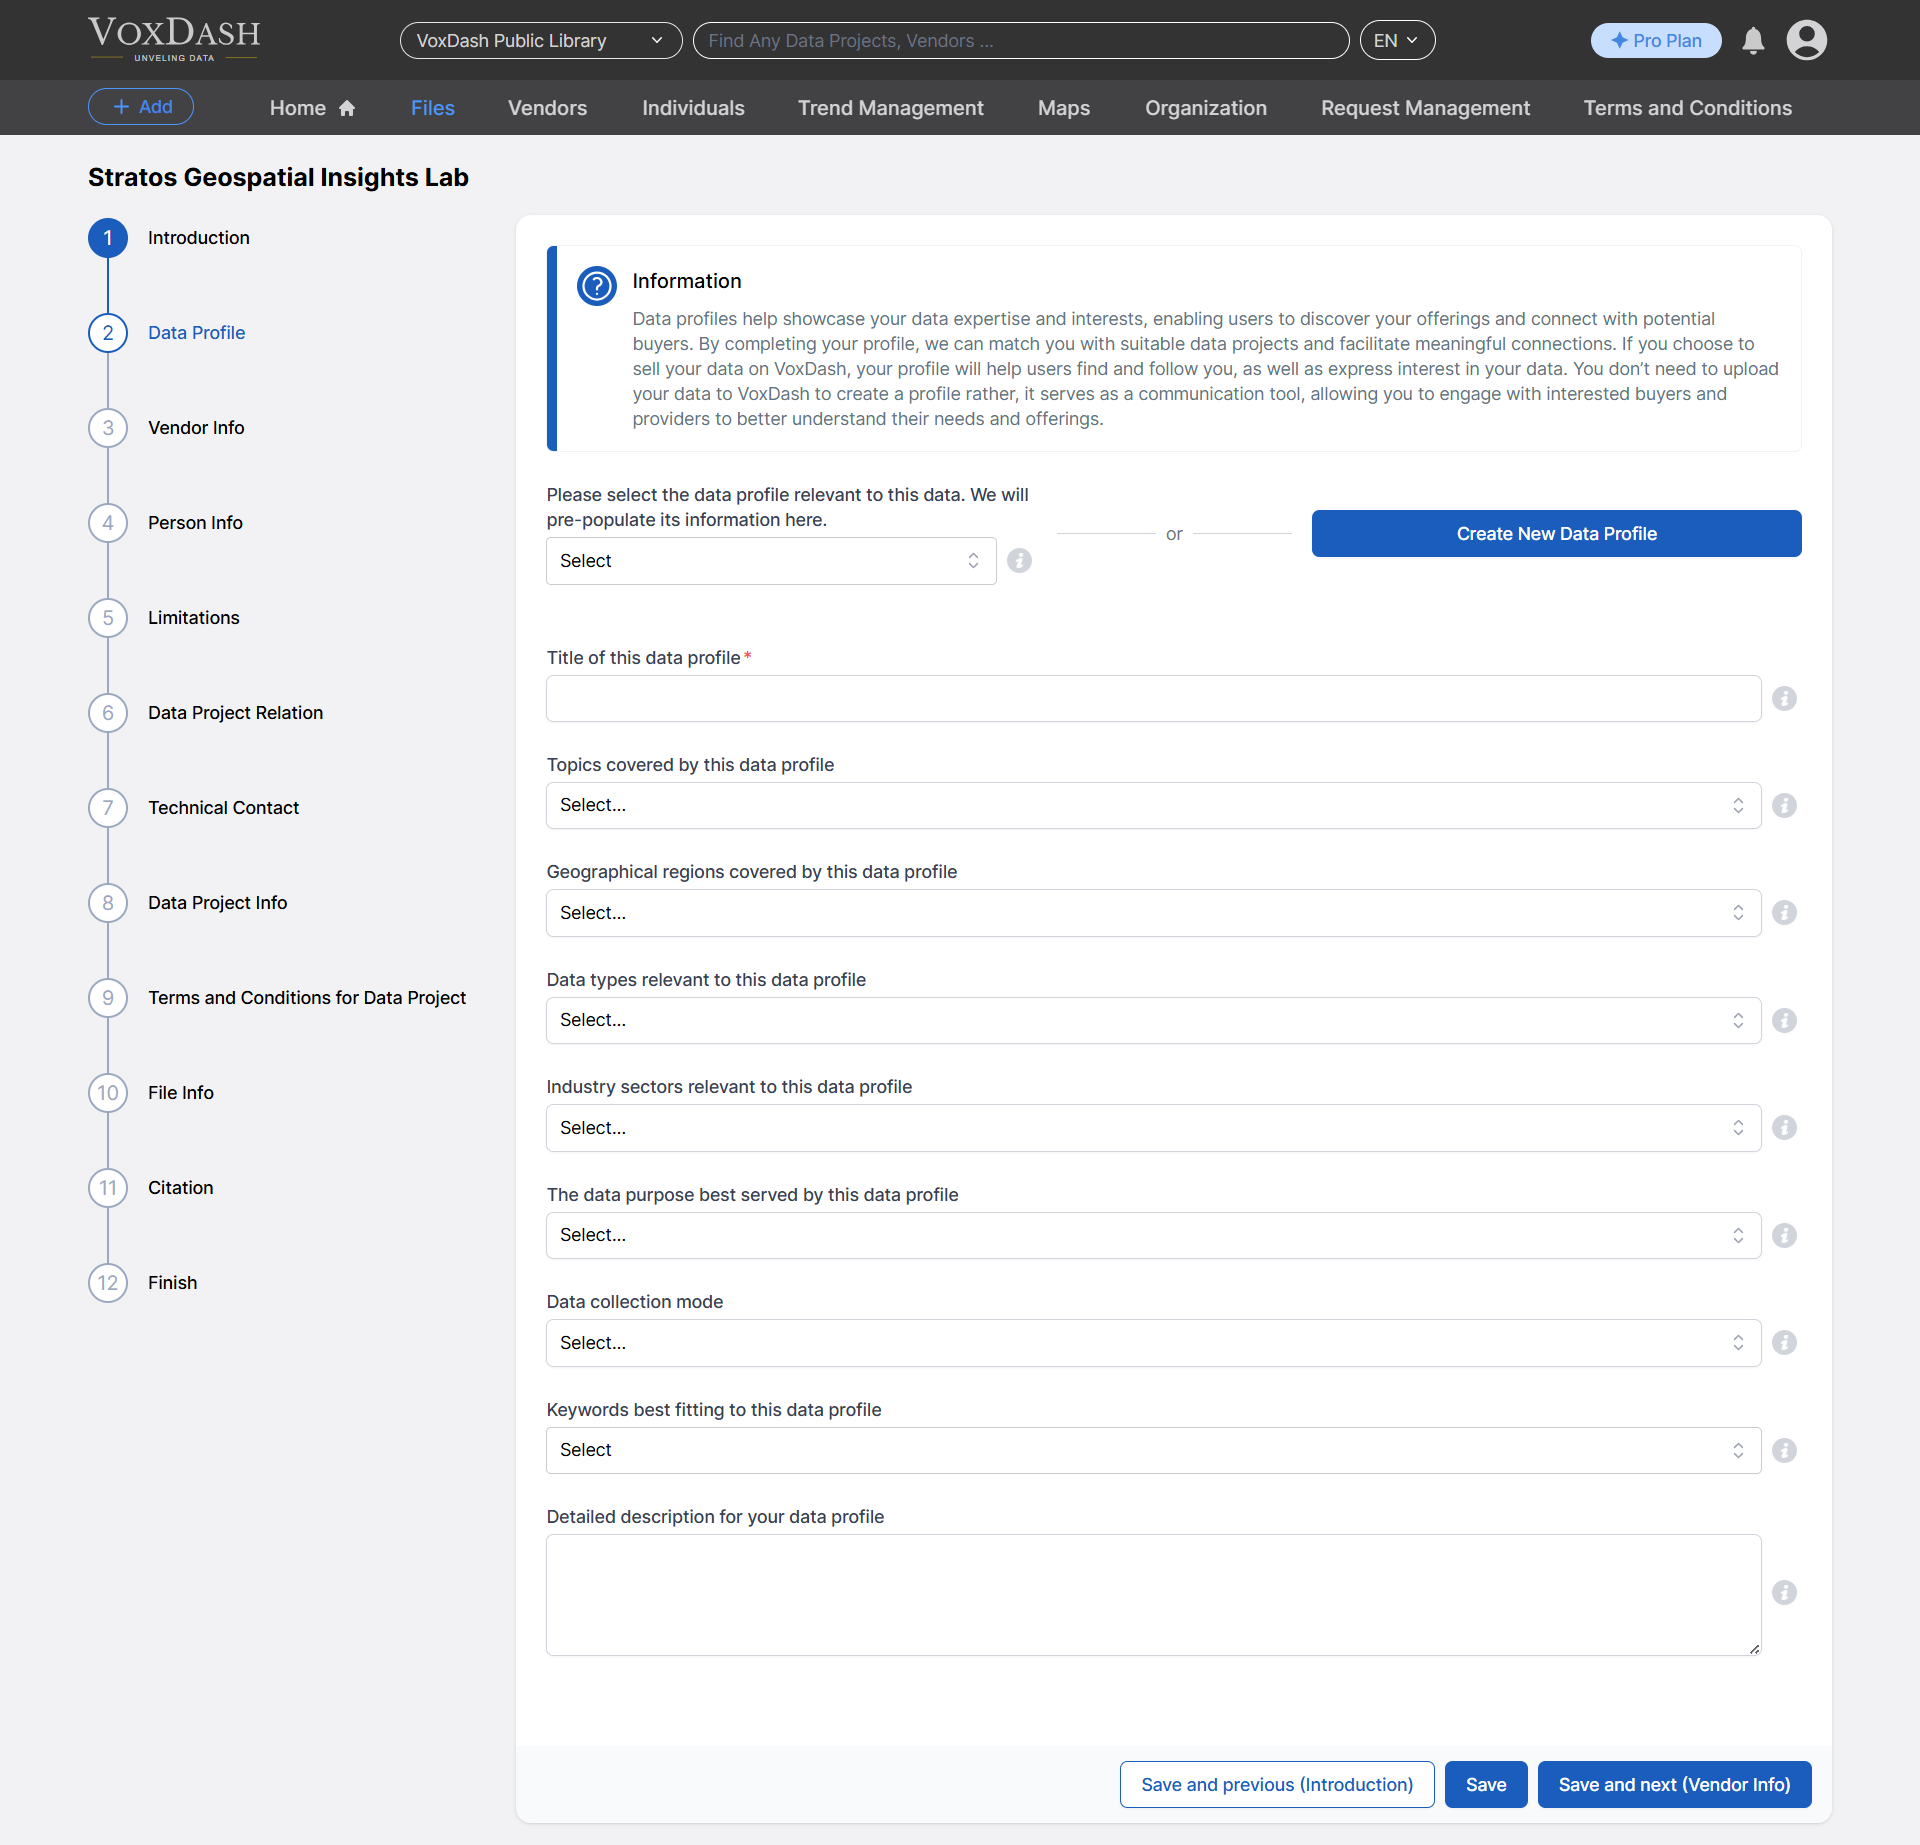 VOXDASH
UNVELING DATA
VoxDash Public Library
Find Any Data Projects, Vendors ...
EN
Pro Plan
Add
Home
Files
Vendors
Individuals
Trend Management
Maps
Organization
Request Management
Terms and Conditions
Stratos Geospatial Insights Lab
1 Introduction
2 Data Profile
3 Vendor Info
4 Person Info
5 Limitations
6 Data Project Relation
7 Technical Contact
8 Data Project Info
9 Terms and Conditions for Data Project
10 File Info
11 Citation
12 Finish
Information
Data profiles help showcase your data expertise and interests, enabling users to discover your offerings and connect with potential
buyers. By completing your profile, we can match you with suitable data projects and facilitate meaningful connections. If you choose to
sell your data on VoxDash, your profile will help users find and follow you, as well as express interest in your data. You don’t need to upload
your data to VoxDash to create a profile rather, it serves as a communication tool, allowing you to engage with interested buyers and
providers to better understand their needs and offerings.
Please select the data profile relevant to this data. We will
pre-populate its information here.
Select
or
Create New Data Profile
Title of this data profile*
Topics covered by this data profile
Select...
Geographical regions covered by this data profile
Select...
Data types relevant to this data profile
Select...
Industry sectors relevant to this data profile
Select...
The data purpose best served by this data profile
Select...
Data collection mode
Select...
Keywords best fitting to this data profile
Select
Detailed description for your data profile
Save and previous (Introduction)
Save
Save and next (Vendor Info)